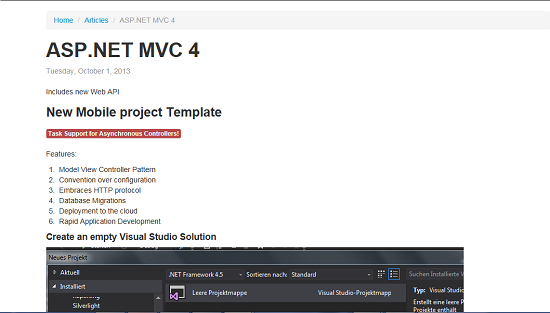 Home / Articles / ASP.NET MVC 4
ASP.NET MVC 4
Tuesday, October 1, 2013
Includes new Web API
New Mobile project Template
Task Support for Asynchronous Controllers!
Features:
1. Model View Controller Pattern
2. Convention over configuration
3. Embraces HTTP protocol
4. Database Migrations
5. Deployment to the cloud
6. Rapid Application Development
Create an empty Visual Studio Solution
Neues Projekt
Aktuell
.NET Framework 4.5 Sortieren nach: Standard
Suchen Installierte V
Installiert
Leere Projektmappe Visual Studio-Projektmapp
Typ: Visual Studi
Reporting
Silverlight
Erstellt eine leere P
Projekte enthält